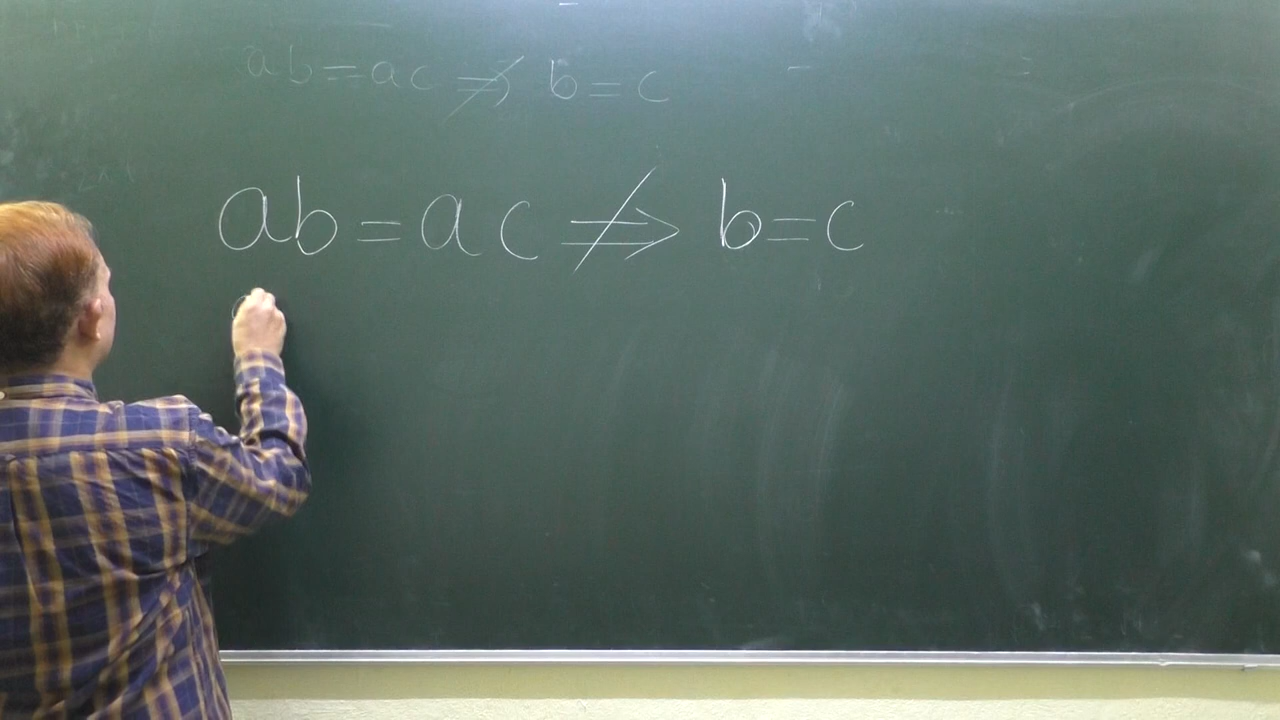 ab = ac ⇏ b = c
ab = ac ⇏ b = c